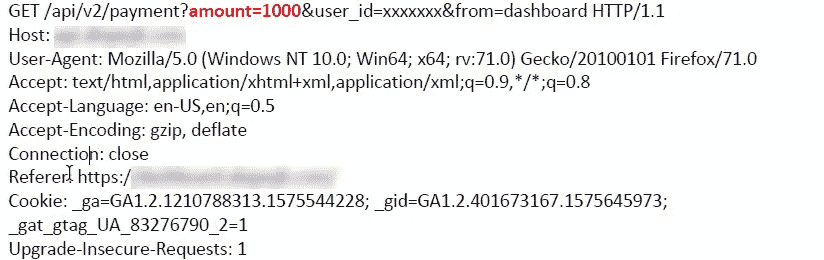 GET /api/v2/payment?amount=1000&user_id=xxxxxxx&from=dashboard HTTP/1.1
Host:
User-Agent: Mozilla/5.0 (Windows NT 10.0; Win64; x64; rv:71.0) Gecko/20100101 Firefox/71.0
Accept: text/html,application/xhtml+xml,application/xml;q=0.9,*/*;q=0.8
Accept-Language: en-US,en;q=0.5
Accept-Encoding: gzip, deflate
Connection: close
Referer: https:/
Cookie: _ga=GA1.2.1210788313.1575544228; _gid=GA1.2.401673167.1575645973;
_gat_gtag_UA_83276790_2=1
Upgrade-Insecure-Requests: 1